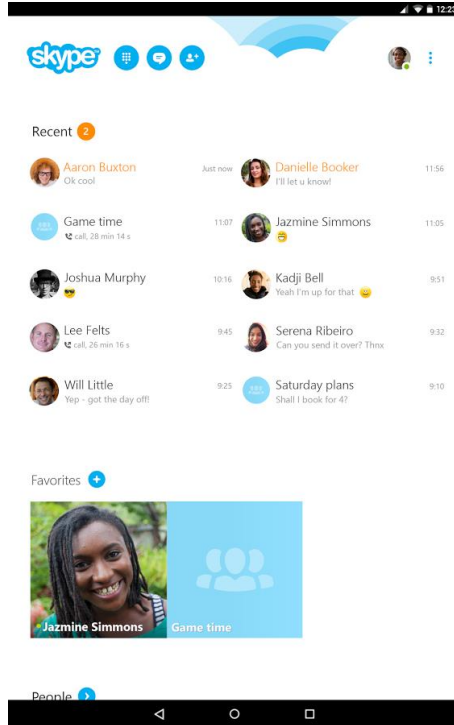 12:23
skype
Recent 2
Aaron Buxton Just now
Ok cool
Danielle Booker 11:56
I'll let u know!
Game time 11:07
call, 28 min 14 s
Jazmine Simmons 11:05
Joshua Murphy 10:16
Kadji Bell 9:51
Yeah I'm up for that
Lee Felts 9:45
call, 26 min 16 s
Serena Ribeiro 9:32
Can you send it over? Thnx
Will Little 9:25
Yep - got the day off!
Saturday plans 9:10
Shall I book for 4?
Favorites
Jazmine Simmons
Game time
People